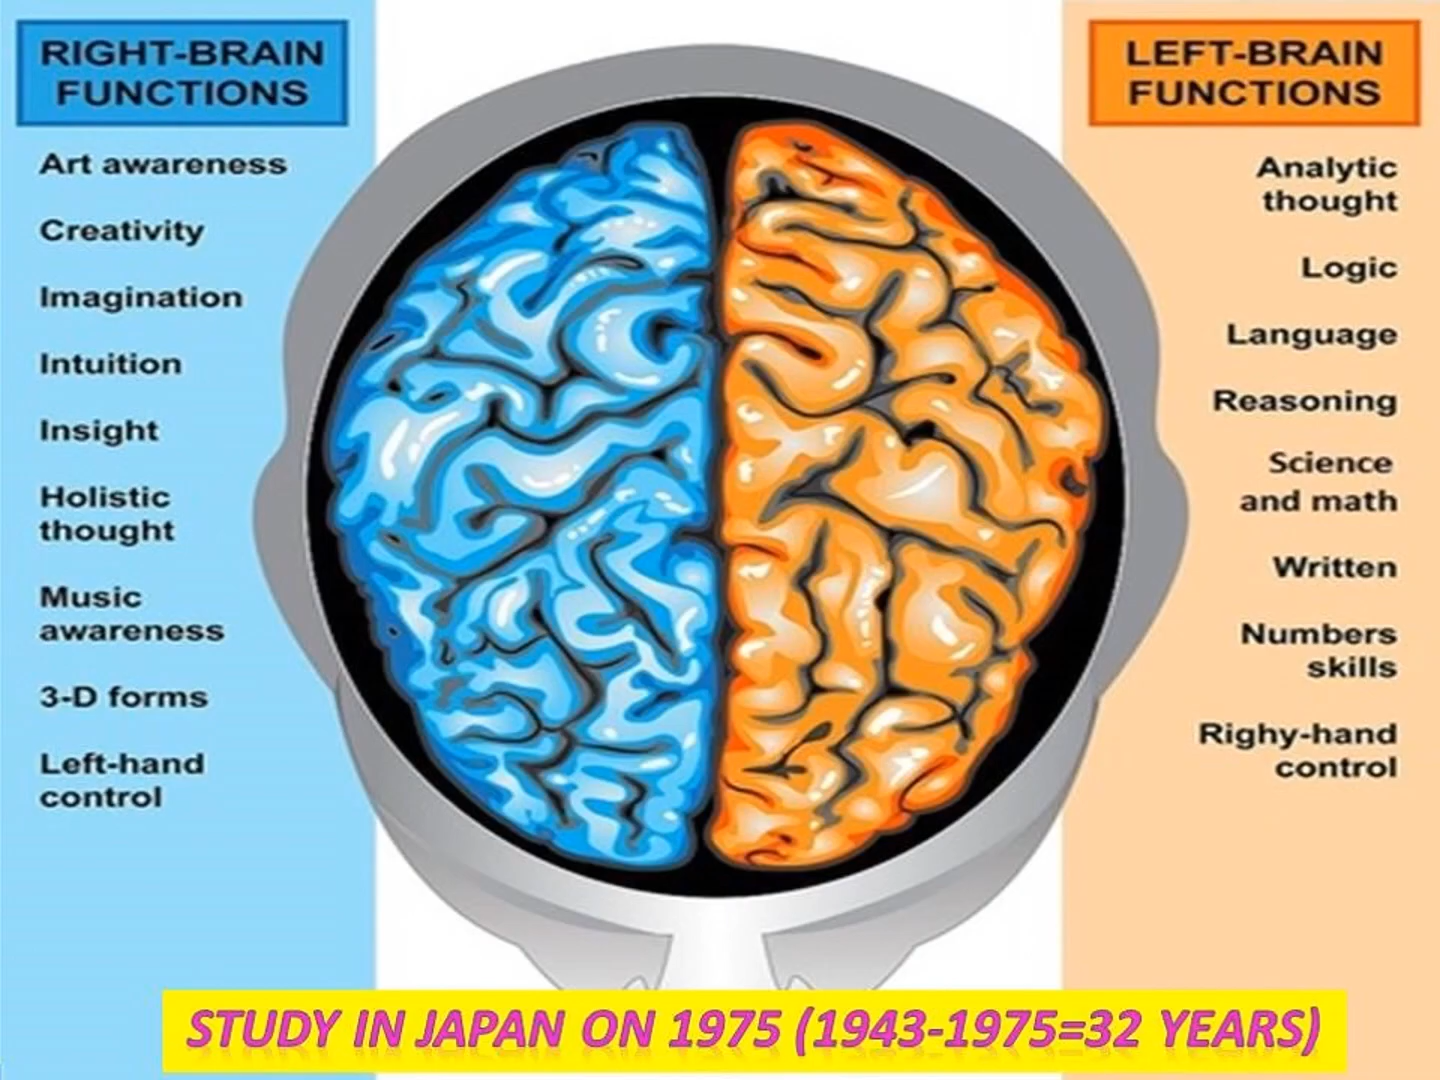 RIGHT-BRAIN
FUNCTIONS
Art awareness
Creativity
Imagination
Intuition
Insight
Holistic
thought
Music
awareness
3-D forms
Left-hand
control
LEFT-BRAIN
FUNCTIONS
Analytic
thought
Logic
Language
Reasoning
Science
and math
Written
Numbers
skills
Righy-hand
control
STUDY IN JAPAN ON 1975 (1943-1975=32 YEARS)